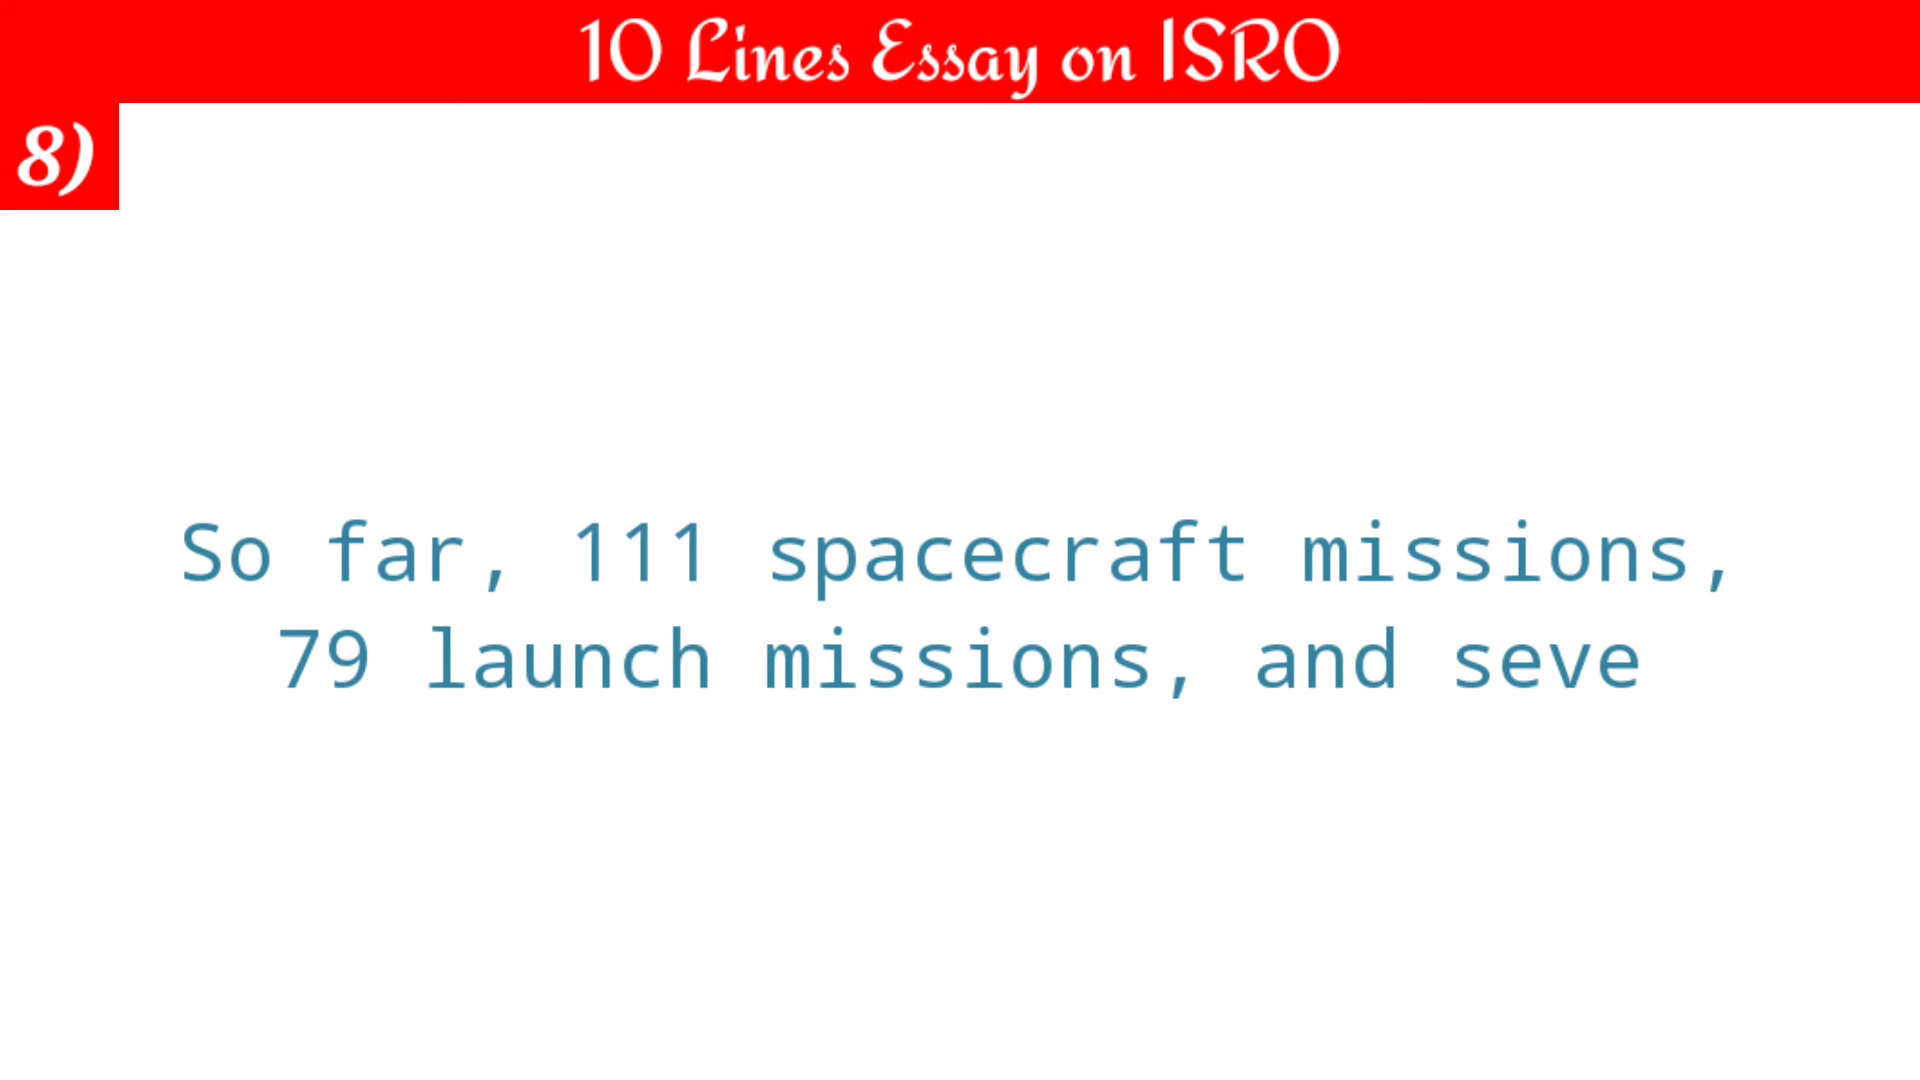 10 Lines Essay on ISRO
8)
So far, 111 spacecraft missions,
79 launch missions, and seve